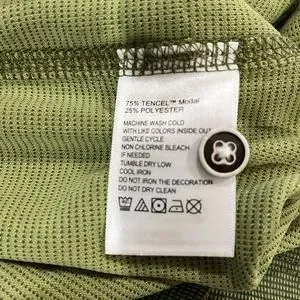 75% TENCEL™ Modal
25% POLYESTER
MACHINE WASH COLD
WITH LIKE COLORS INSIDE OUT
GENTLE CYCLE
NON CHLORINE BLEACH
IF NEEDED
TUMBLE DRY LOW
COOL IRON
DO NOT IRON THE DECORATION
DO NOT DRY CLEAN